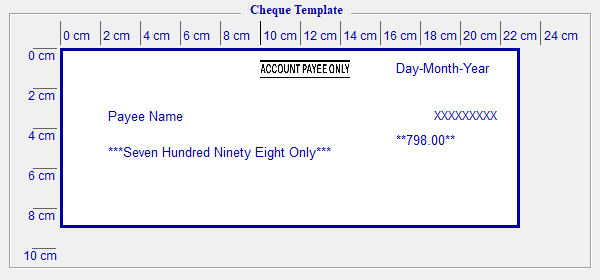 Cheque Template
0 cm 2 cm 4 cm 6 cm 8 cm 10 cm 12 cm 14 cm 16 cm 18 cm 20 cm 22 cm 24 cm
0 cm
ACCOUNT PAYEE ONLY
Day-Month-Year
2 cm
Payee Name
XXXXXXXXX
4 cm
**798.00**
***Seven Hundred Ninety Eight Only***
6 cm
8 cm
10 cm